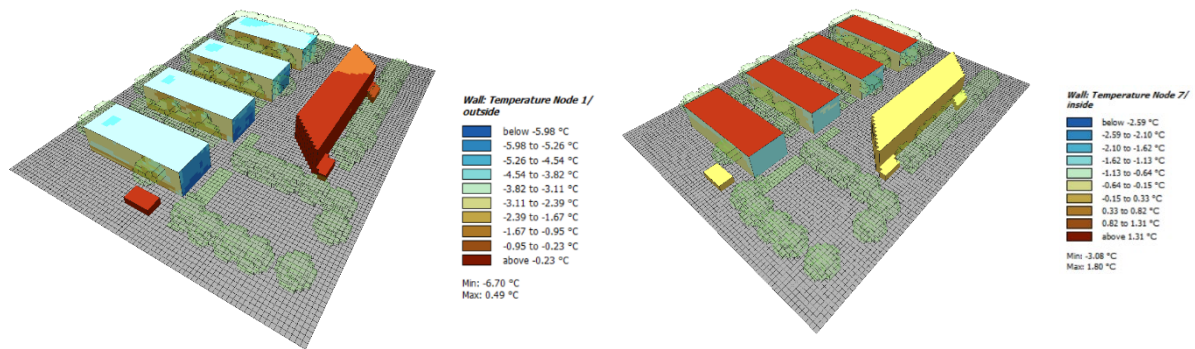 Wall: Temperature Node 1/
outside
below -5.98 °C
-5.98 to -5.26 °C
-5.26 to -4.54 °C
-4.54 to -3.82 °C
-3.82 to -3.11 °C
-3.11 to -2.39 °C
-2.39 to -1.67 °C
-1.67 to -0.95 °C
-0.95 to -0.23 °C
above -0.23 °C
Min: -6.70 °C
Max: 0.49 °C
Wall: Temperature Node 7/
inside
below -2.59 °C
-2.59 to -2.10 °C
-2.10 to -1.62 °C
-1.62 to -1.13 °C
-1.13 to -0.64 °C
-0.64 to -0.15 °C
-0.15 to 0.33 °C
0.33 to 0.82 °C
0.82 to 1.31 °C
above 1.31 °C
Min: -3.08 °C
Max: 1.80 °C